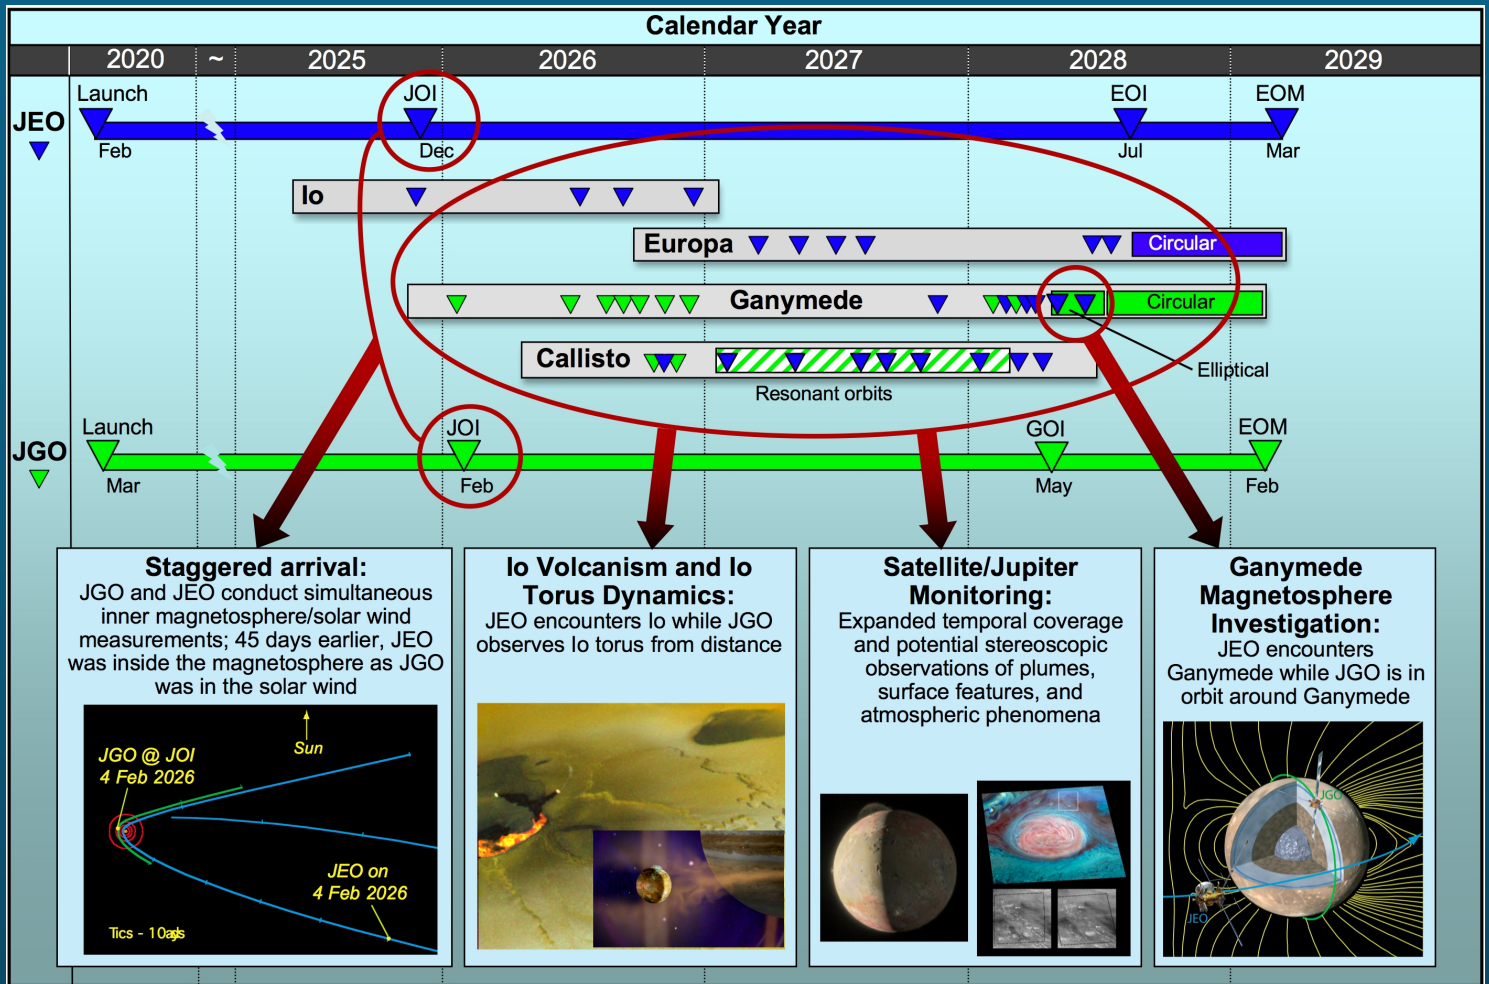 Calendar Year
2020 ~ 2025 2026 2027 2028 2029
Launch JOI EOI EOM
JEO
Feb Dec Jul Mar
Io
Europa Circular
Ganymede Circular
Callisto
Elliptical
Resonant orbits
Launch JOI GOI EOM
JGO
Mar Feb May Feb
Staggered arrival:
JGO and JEO conduct simultaneous
inner magnetosphere/solar wind
measurements; 45 days earlier, JEO
was inside the magnetosphere as JGO
was in the solar wind
Sun
JGO @ JOI
4 Feb 2026
JEO on
4 Feb 2026
Io Volcanism and Io
Torus Dynamics:
JEO encounters Io while JGO
observes Io torus from distance
Satellite/Jupiter
Monitoring:
Expanded temporal coverage
and potential stereoscopic
observations of plumes,
surface features, and
atmospheric phenomena
Ganymede
Magnetosphere
Investigation:
JEO encounters
Ganymede while JGO is in
orbit around Ganymede
JGO
JEO
Tics - 10